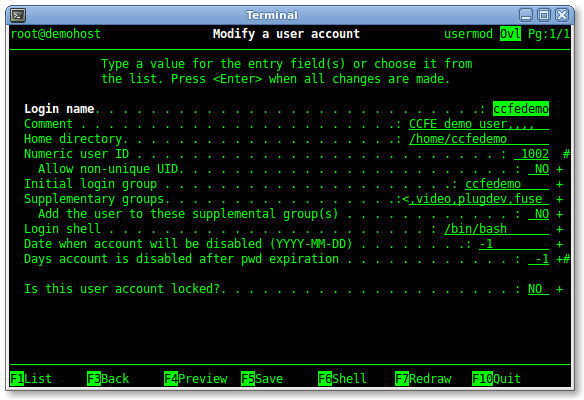 Terminal
root@demohost Modify a user account usermod Ovl Pg:1/1
Type a value for the entry field(s) or choose it from
the list. Press <Enter> when all changes are made.
Login name. . . . . . . . . . . . . . . . . . . . . . . . . . . .: ccfedemo
Comment . . . . . . . . . . . . . . . . . . . . . . .: CCFE demo user,,,,
Home directory. . . . . . . . . . . . . . . . . . . .: /home/ccfedemo
Numeric user ID . . . . . . . . . . . . . . . . . . . . . . . . . . : 1002 #
Allow non-unique UID. . . . . . . . . . . . . . . . . . . . . . . . : NO +
Initial login group . . . . . . . . . . . . . . . . . . . . . .: ccfedemo +
Supplementary groups. . . . . . . . . . . . . . . . .:<,video,plugdev,fuse +
Add the user to these supplemental group(s) . . . . . . . . . . . . : NO +
Login shell . . . . . . . . . . . . . . . . . . . . . . . : /bin/bash +
Date when account will be disabled (YYYY-MM-DD) . . . . . . . .: -1 +
Days account is disabled after pwd expiration . . . . . . . . . . . . : -1 +#
Is this user account locked?. . . . . . . . . . . . . . . . . . . . . : NO +
F1List F3Back F4Preview F5Save F6Shell F7Redraw F10Quit